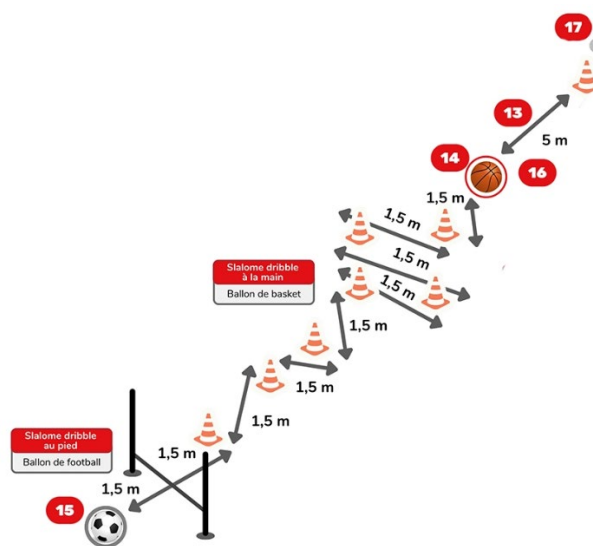 17
13
5 m
14
16
1,5 m
1,5 m
1,5 m
1,5 m
Slalome dribble
à la main
Ballon de basket
1,5 m
1,5 m
1,5 m
Slalome dribble
au pied
Ballon de football
1,5 m
1,5 m
15